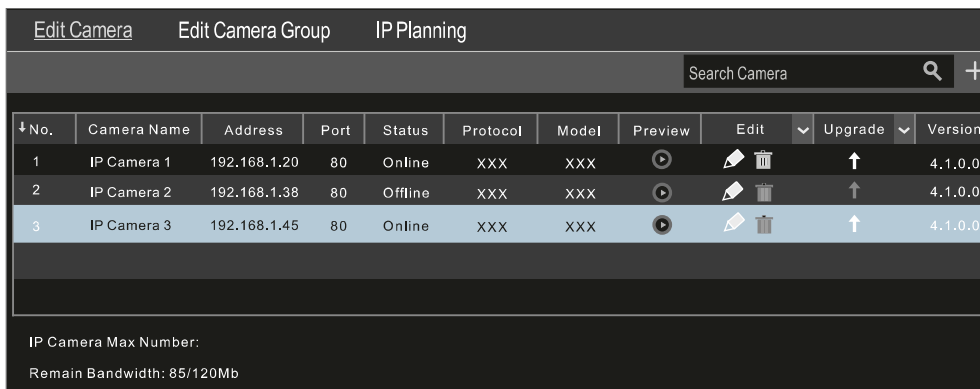 Edit Camera Edit Camera Group IP Planning
Search Camera
No. Camera Name Address Port Status Protocol Model Preview Edit Upgrade Version
1 IP Camera 1 192.168.1.20 80 Online XXX XXX 4.1.0.0
2 IP Camera 2 192.168.1.38 80 Offline XXX XXX 4.1.0.0
3 IP Camera 3 192.168.1.45 80 Online XXX XXX 4.1.0.0
IP Camera Max Number:
Remain Bandwidth: 85/120Mb